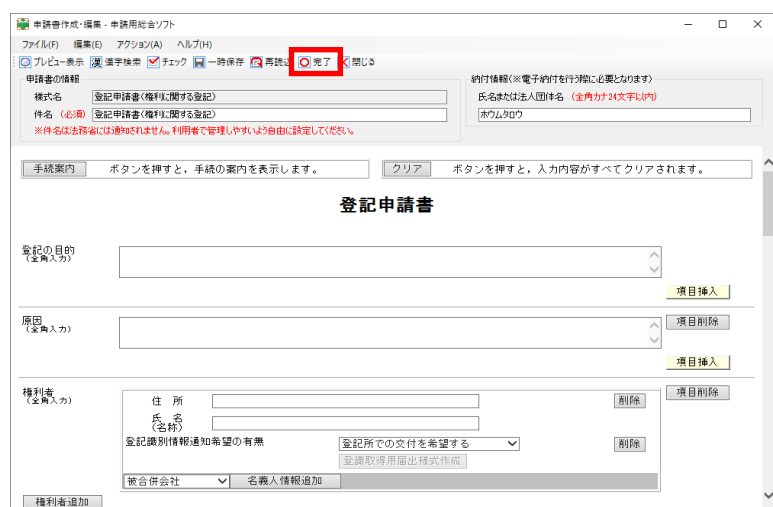 申請書作成・編集 - 申請用総合ソフト
ファイル(F) 編集(E) アクション(A) ヘルプ(H)
プレビュー表示 漢 漢字検索 チェック 一時保存 再読込 完了 閉じる
申請書の情報
様式名 登記申請書(権利に関する登記)
件名 (必須) 登記申請書(権利に関する登記)
※件名は法務省には通知されません。利用者で管理しやすいよう自由に設定してください。
納付情報(※電子納付を行う際に必要となります)
氏名または法人団体名 (全角カナ24文字以内)
ホウムタロウ
手続案内 ボタンを押すと，手続の案内を表示します。
クリア ボタンを押すと，入力内容がすべてクリアされます。
登記申請書
登記の目的
(全角入力)
項目挿入
原因
(全角入力)
項目削除
項目挿入
権利者
(全角入力)
項目削除
住 所
削除
氏 名
(名称)
登記識別情報通知希望の有無 登記所での交付を希望する
削除
登識取得用届出様式作成
被合併会社 名義人情報追加
権利者追加